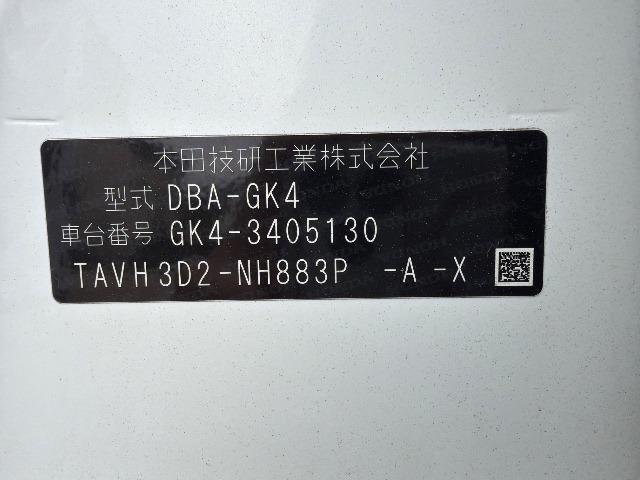 本田技研工業株式会社
型式 DBA-GK4
車台番号 GK4-3405130
TAVH3D2-NH883P -A-X